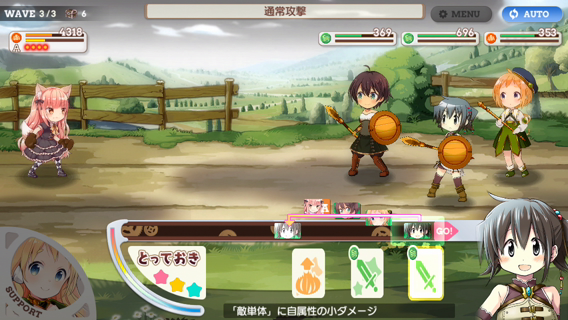 WAVE 3/3 6
通常攻撃
MENU
AUTO
4318
A
369
696
353
GO!
とっておき
SUPPORT
「敵単体」に自属性の小ダメージ